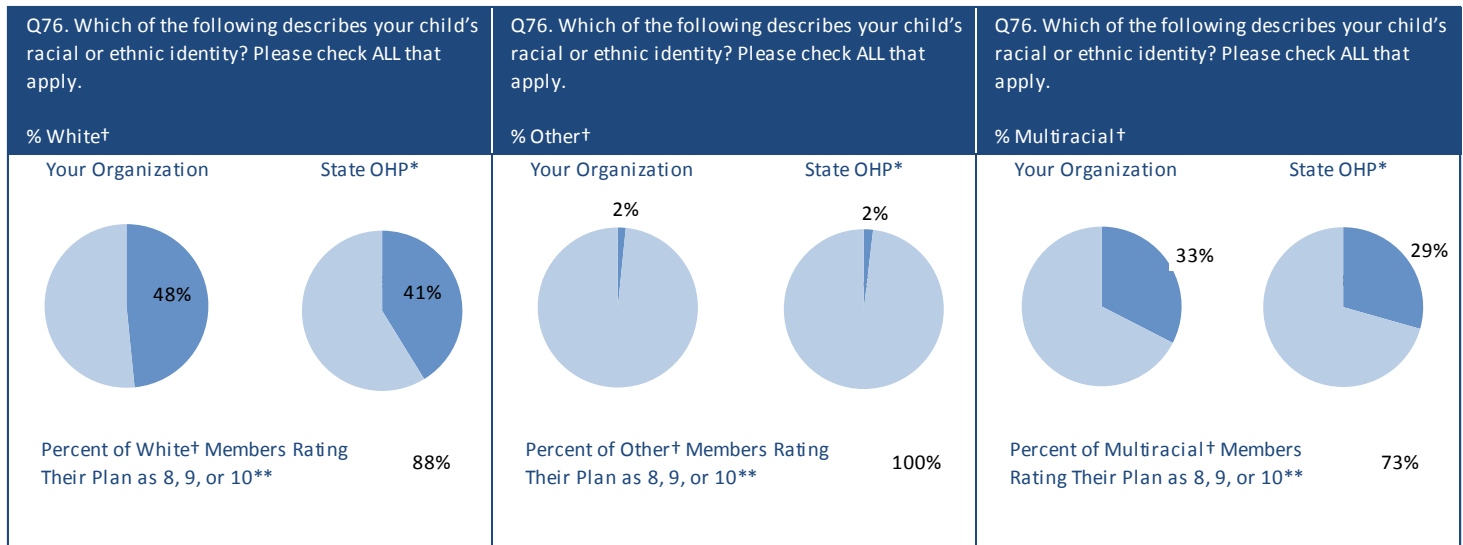 Q76. Which of the following describes your child's
racial or ethnic identity? Please check ALL that
apply.
% White†
Your Organization
State OHP*
48%
41%
Percent of White† Members Rating
Their Plan as 8, 9, or 10**
88%
Q76. Which of the following describes your child's
racial or ethnic identity? Please check ALL that
apply.
% Other†
Your Organization
State OHP*
2%
2%
Percent of Other† Members Rating
Their Plan as 8, 9, or 10**
100%
Q76. Which of the following describes your child's
racial or ethnic identity? Please check ALL that
apply.
% Multiracial†
Your Organization
State OHP*
33%
29%
Percent of Multiracial† Members
Rating Their Plan as 8, 9, or 10**
73%